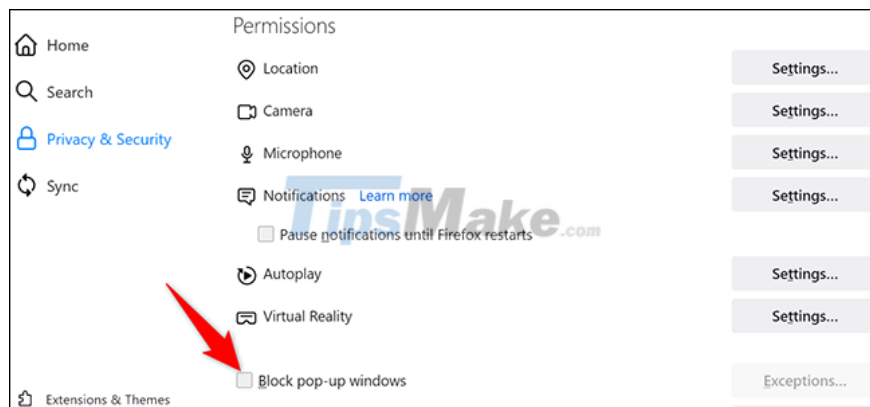 Permissions
Home
Location
Settings...
Search
Camera
Settings...
Privacy & Security
Microphone
Settings...
Sync
Notifications Learn more
Settings...
TipsMake.com
Pause notifications until Firefox restarts
Autoplay
Settings...
Virtual Reality
Settings...
Block pop-up windows
Exceptions...
Extensions & Themes